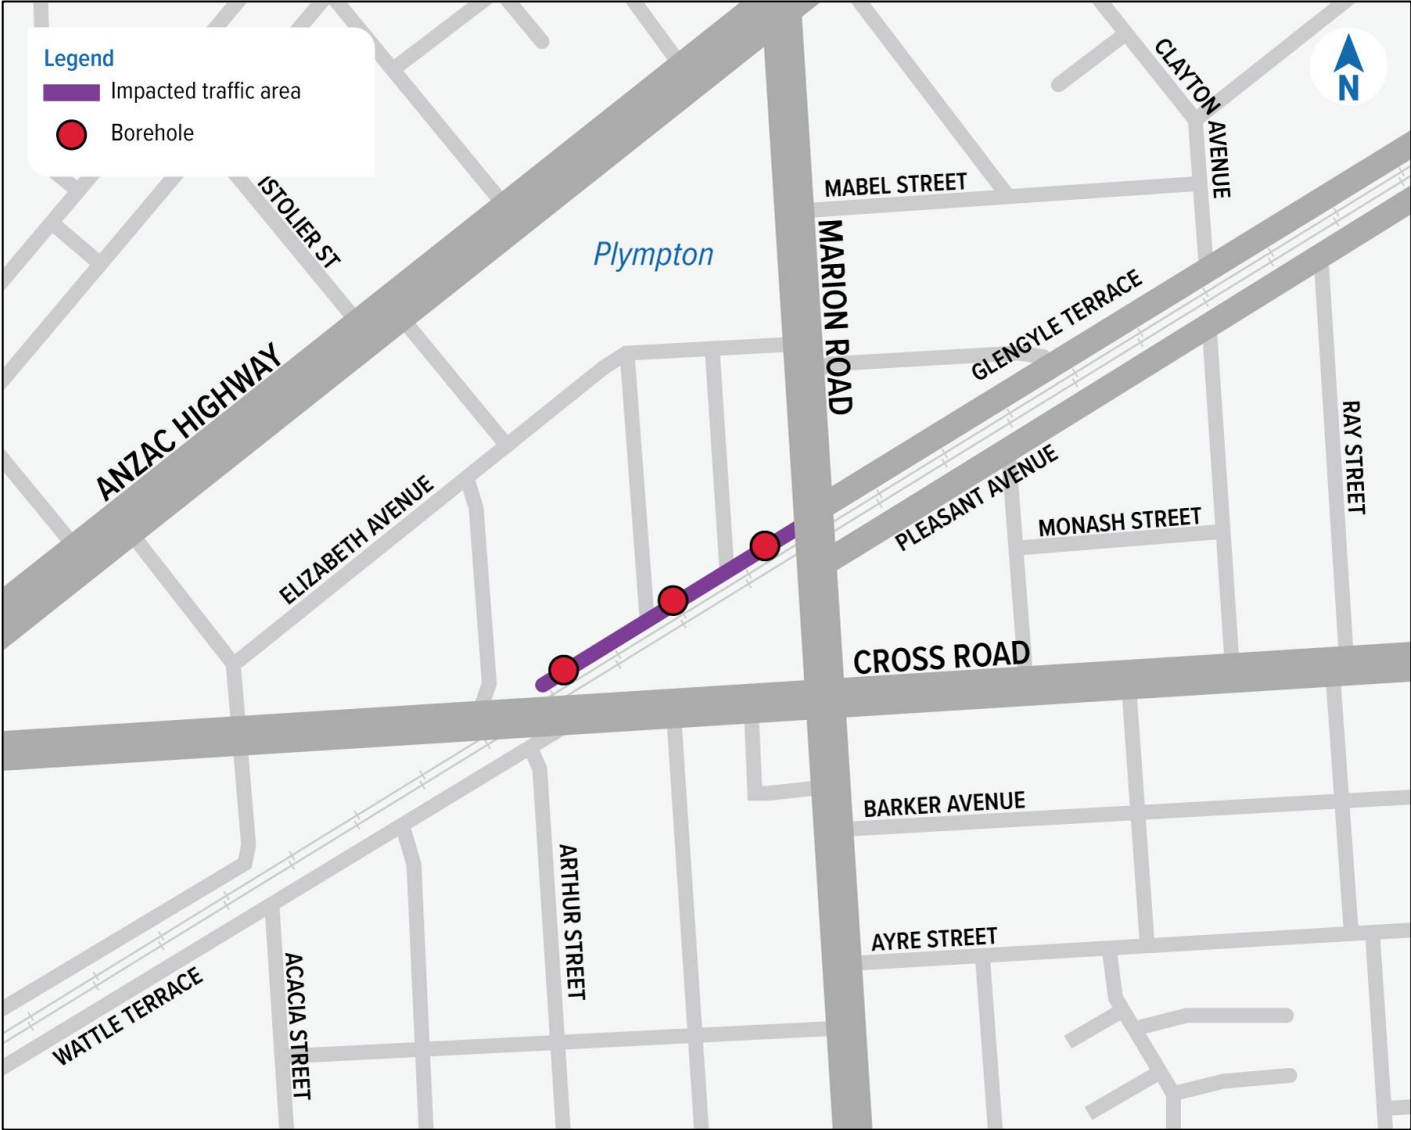 Legend
Impacted traffic area
Borehole
N
CLAYTON AVENUE
ISTOLIER ST
MABEL STREET
Plympton
MARION ROAD
GLENGYLE TERRACE
ANZAC HIGHWAY
RAY STREET
PLEASANT AVENUE
ELIZABETH AVENUE
MONASH STREET
CROSS ROAD
BARKER AVENUE
ARTHUR STREET
AYRE STREET
ACACIA STREET
WATTLE TERRACE